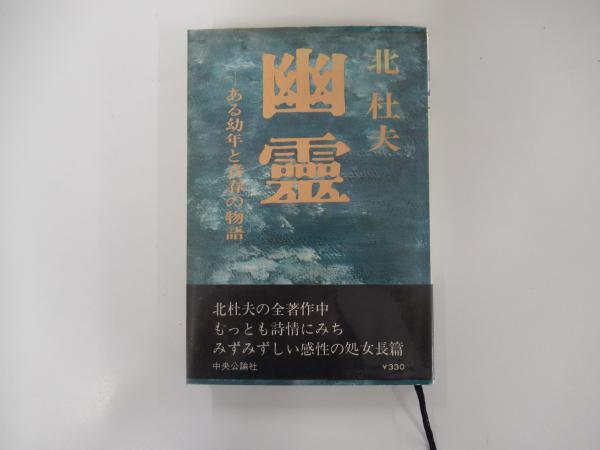 北杜夫
幽靈
―ある幼年と青春の物語―
北杜夫の全著作中
もっとも詩情にみち
みずみずしい感性の処女長篇
中央公論社
¥330